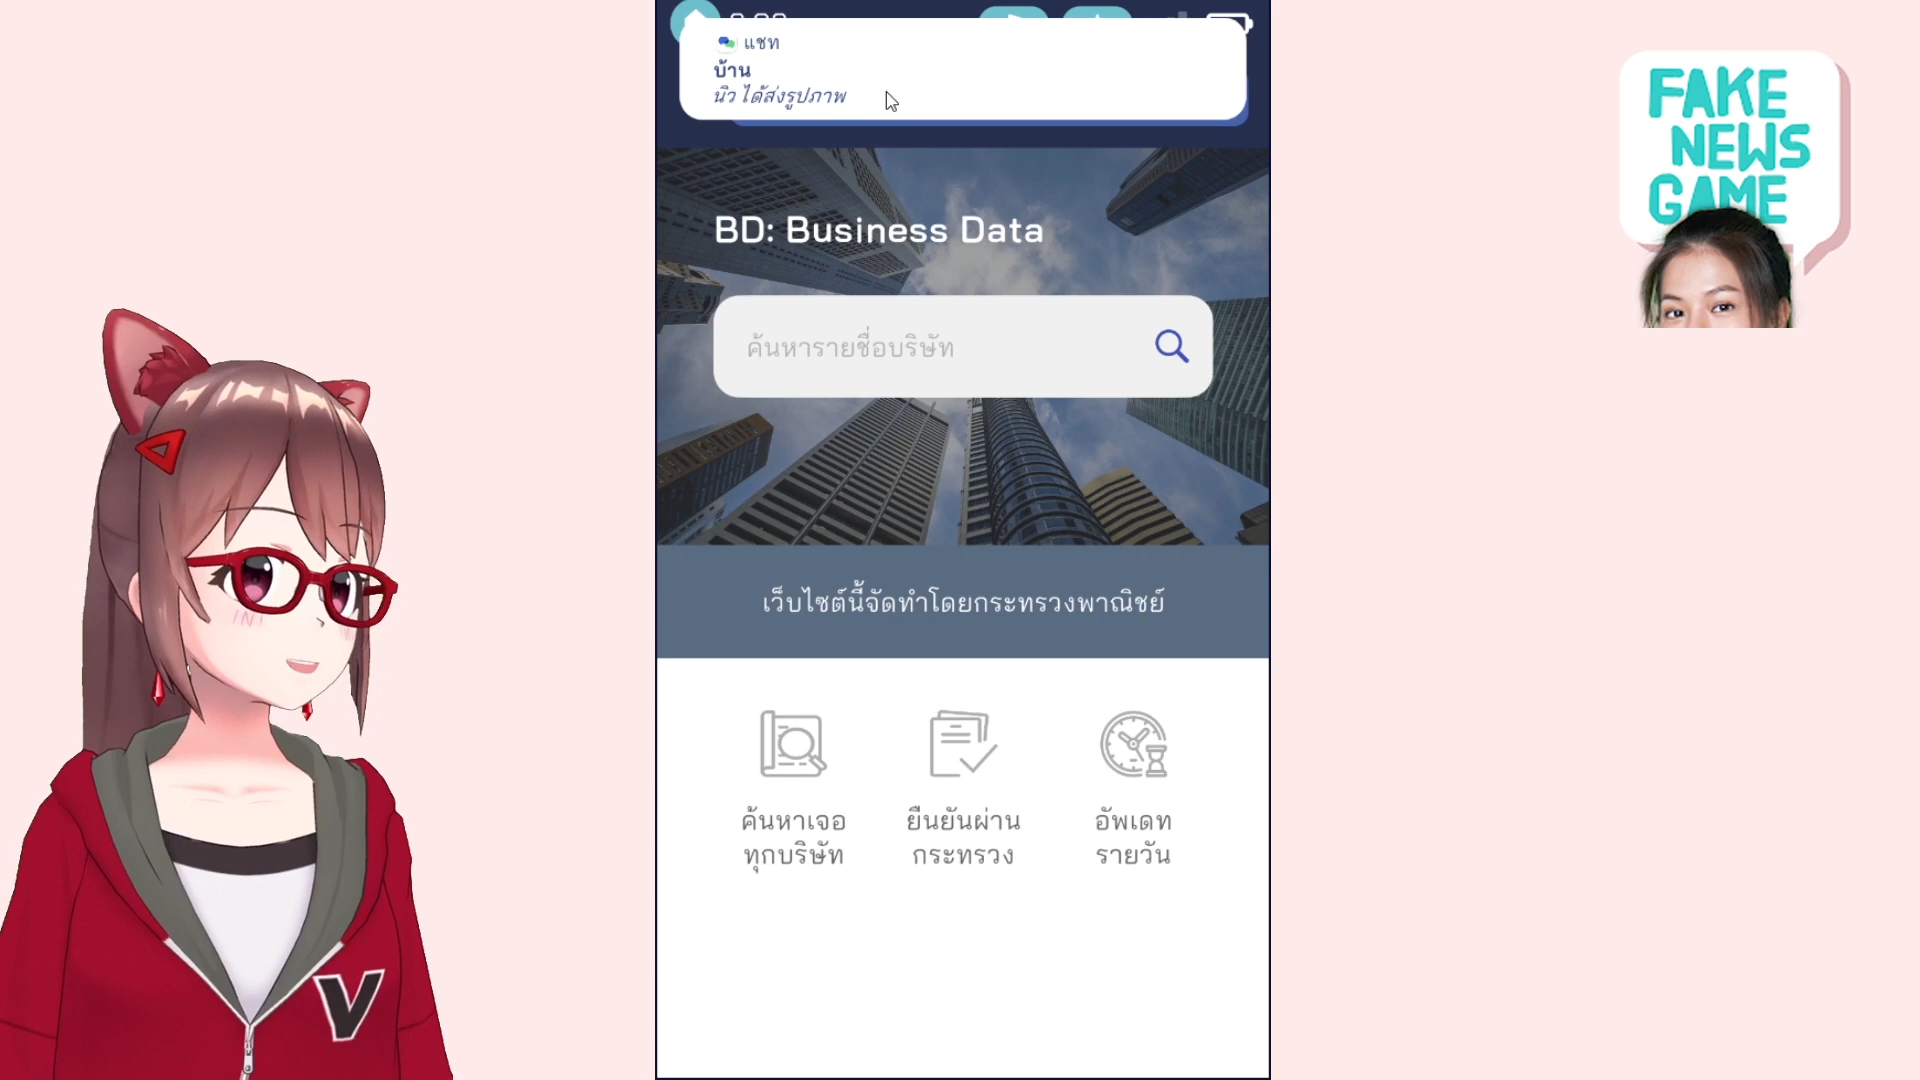 แชท
บ้าน
นิว ได้ส่งรูปภาพ
BD: Business Data
ค้นหารายชื่อบริษัท
เว็บไซต์นี้จัดทำโดยกระทรวงพาณิชย์
ค้นหาเจอ
ทุกบริษัท
ยืนยันผ่าน
กระทรวง
อัพเดท
รายวัน
FAKE
NEWS
GAME
V